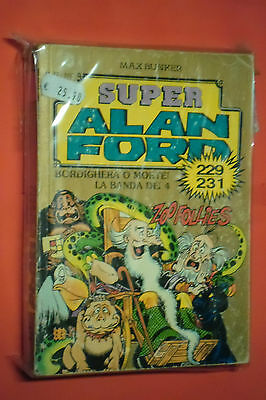 MAX BUNKER
€ 25,20
SUPER
ALAN
FORD
BORDIGHERA O MORTE!
LA BANDA DEI 4
229
231
ZOO FOLLIES